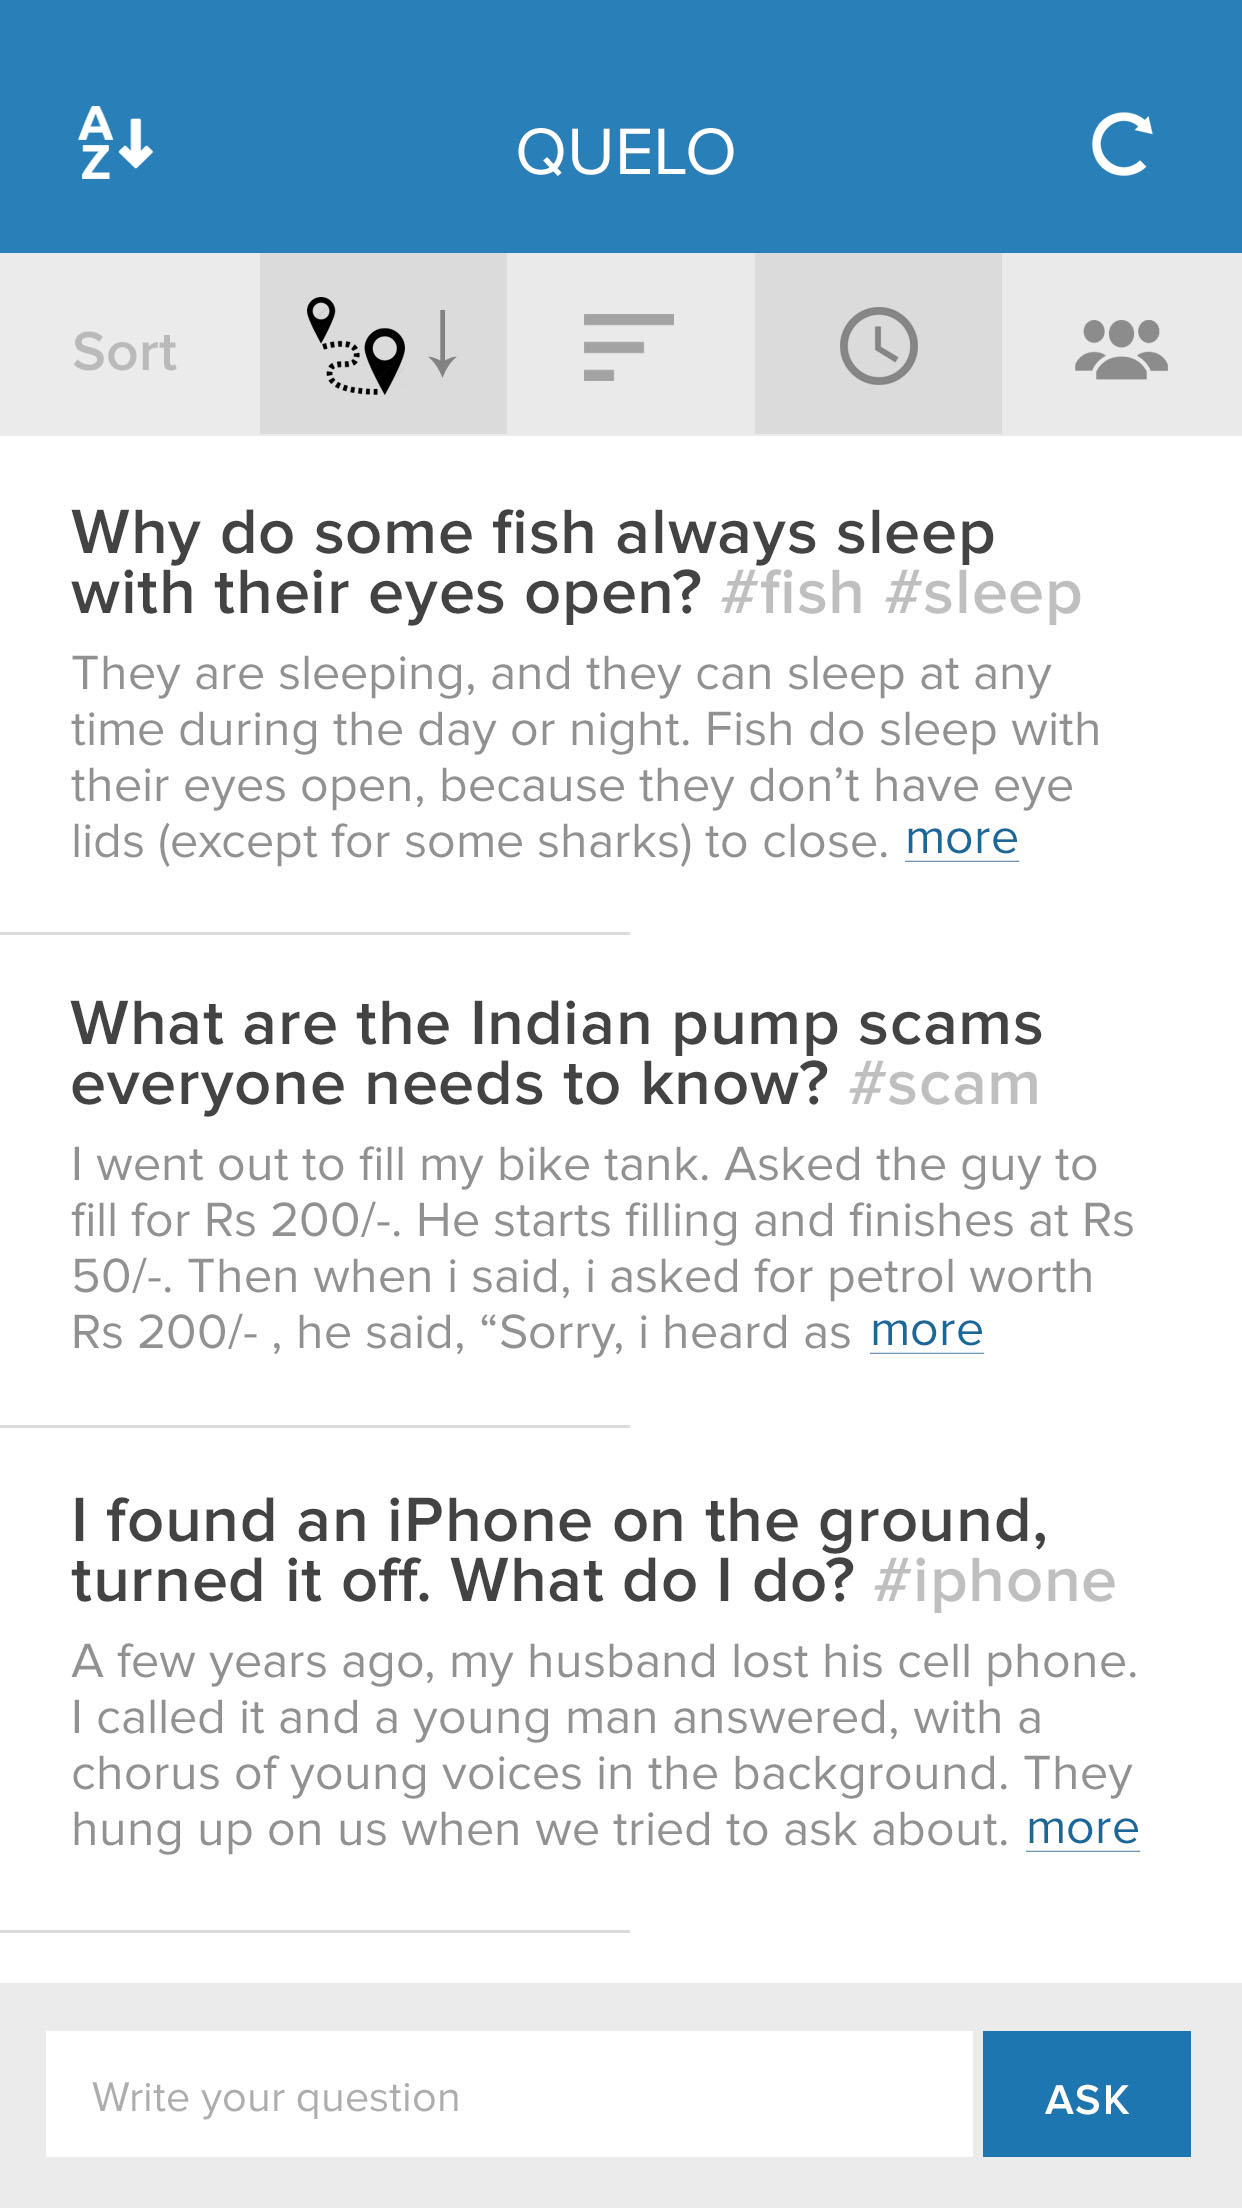 A
Z
QUELO
Sort
Why do some fish always sleep
with their eyes open? #fish #sleep
They are sleeping, and they can sleep at any
time during the day or night. Fish do sleep with
their eyes open, because they don’t have eye
lids (except for some sharks) to close. more
What are the Indian pump scams
everyone needs to know? #scam
I went out to fill my bike tank. Asked the guy to
fill for Rs 200/-. He starts filling and finishes at Rs
50/-. Then when i said, i asked for petrol worth
Rs 200/- , he said, “Sorry, i heard as more
I found an iPhone on the ground,
turned it off. What do I do? #iphone
A few years ago, my husband lost his cell phone.
I called it and a young man answered, with a
chorus of young voices in the background. They
hung up on us when we tried to ask about. more
Write your question
ASK